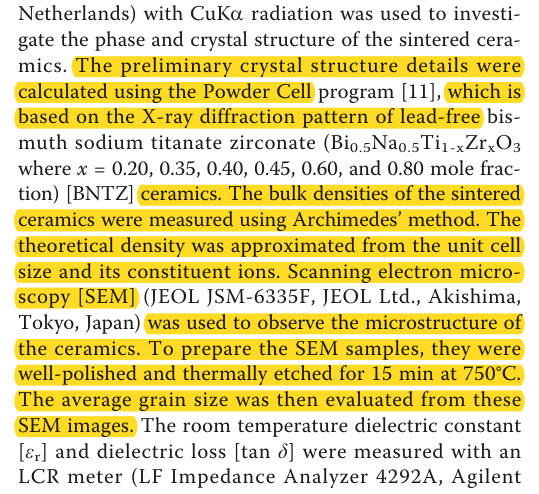 Netherlands) with CuKα radiation was used to investi-
gate the phase and crystal structure of the sintered cera-
mics. The preliminary crystal structure details were
calculated using the Powder Cell program [11], which is
based on the X-ray diffraction pattern of lead-free bis-
muth sodium titanate zirconate (Bi₀.₅Na₀.₅Ti₁₋ₓZrₓO₃
where x = 0.20, 0.35, 0.40, 0.45, 0.60, and 0.80 mole frac-
tion) [BNTZ] ceramics. The bulk densities of the sintered
ceramics were measured using Archimedes’ method. The
theoretical density was approximated from the unit cell
size and its constituent ions. Scanning electron micro-
scopy [SEM] (JEOL JSM-6335F, JEOL Ltd., Akishima,
Tokyo, Japan) was used to observe the microstructure of
the ceramics. To prepare the SEM samples, they were
well-polished and thermally etched for 15 min at 750°C.
The average grain size was then evaluated from these
SEM images. The room temperature dielectric constant
[εᵣ] and dielectric loss [tan δ] were measured with an
LCR meter (LF Impedance Analyzer 4292A, Agilent